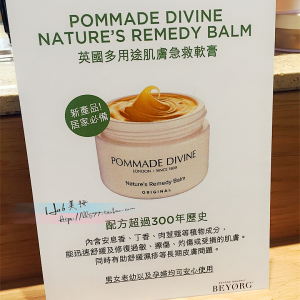 POMMADE DIVINE
NATURE'S REMEDY BALM
英國多用途肌膚急救軟膏
新產品!
居家必備
POMMADE DIVINE
LONDON | SINCE 1800
Nature's Remedy Balm
ORIGINAL
配方超過300年歷史
內含安息香、丁香、肉荳蔻等植物成分,
能迅速舒緩及修復過敏、擦傷、灼傷或受損的肌膚。
同時有助舒緩濕疹等長期皮膚問題。
男女老幼以及孕婦均可安心使用
BEYORG